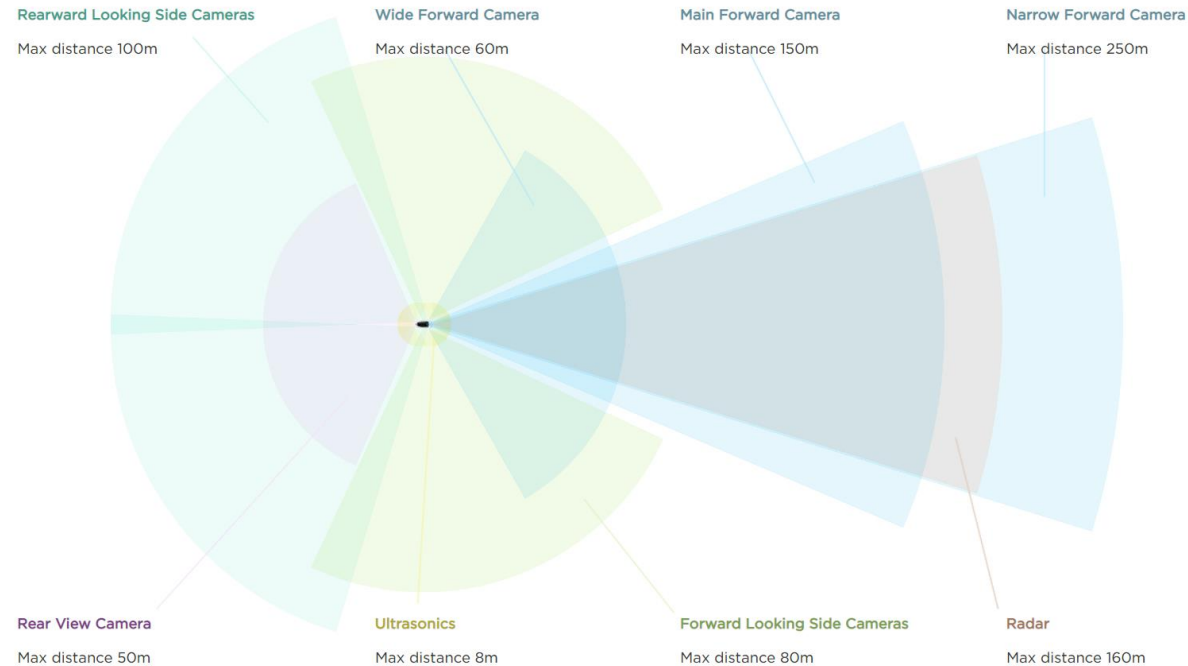 Rearward Looking Side Cameras
Max distance 100m
Wide Forward Camera
Max distance 60m
Main Forward Camera
Max distance 150m
Narrow Forward Camera
Max distance 250m
Rear View Camera
Max distance 50m
Ultrasonics
Max distance 8m
Forward Looking Side Cameras
Max distance 80m
Radar
Max distance 160m